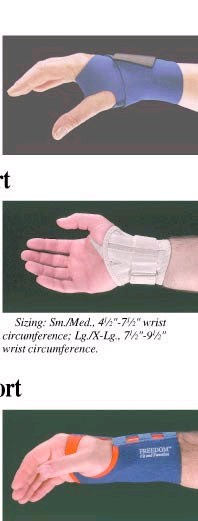 rt
Sizing: Sm./Med., 4½"-7½" wrist
circumference; Lg./X-Lg., 7½"-9½"
wrist circumference.
ort
FREEDOM™